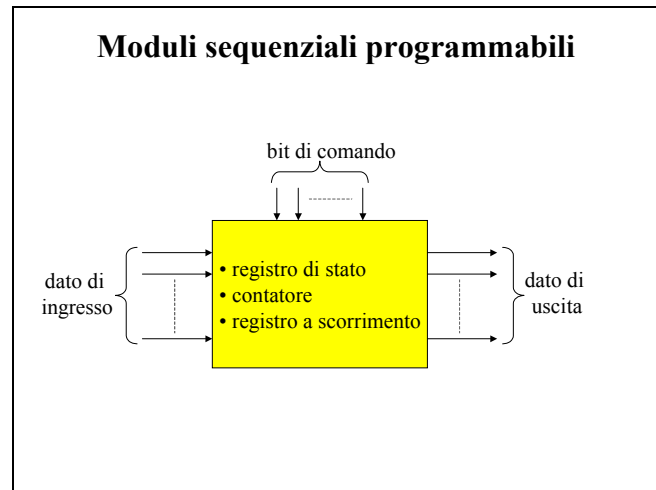 Moduli sequenziali programmabili
bit di comando
dato di
ingresso
• registro di stato
• contatore
• registro a scorrimento
dato di
uscita